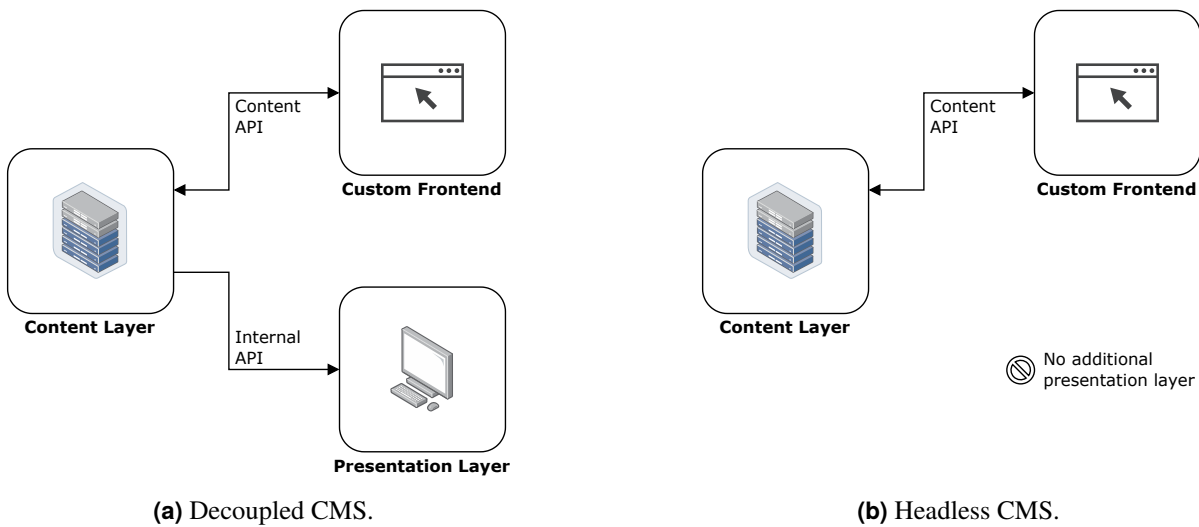 Content
API
Custom Frontend
Content Layer
Internal
API
Presentation Layer
(a) Decoupled CMS.
Content
API
Custom Frontend
Content Layer
No additional
presentation layer
(b) Headless CMS.